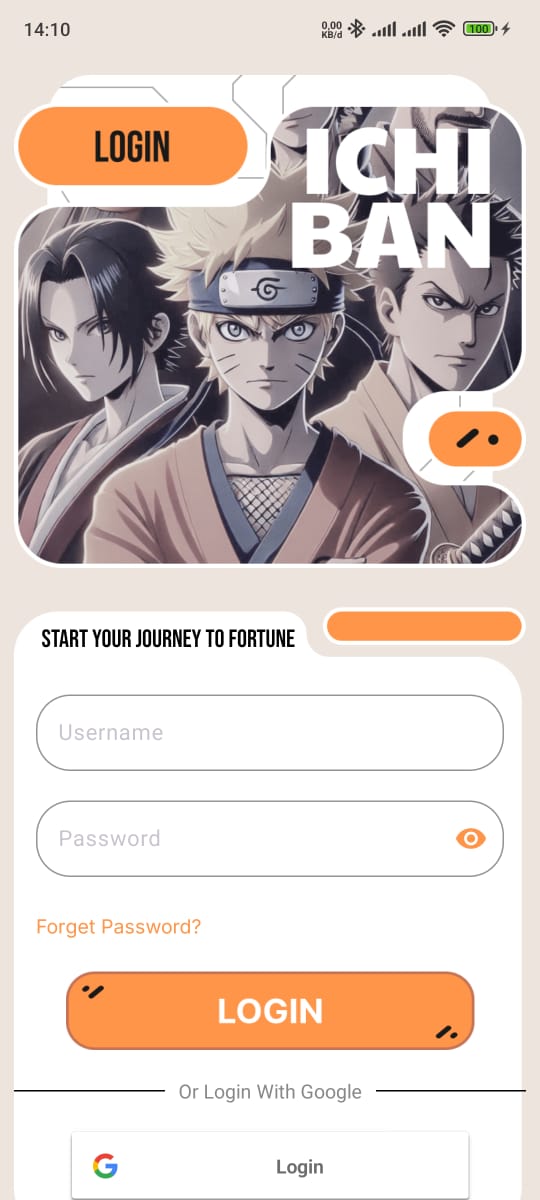 14:10
0,00
KB/d
100
LOGIN
ICHI
BAN
START YOUR JOURNEY TO FORTUNE
Username
Password
Forget Password?
LOGIN
Or Login With Google
Login